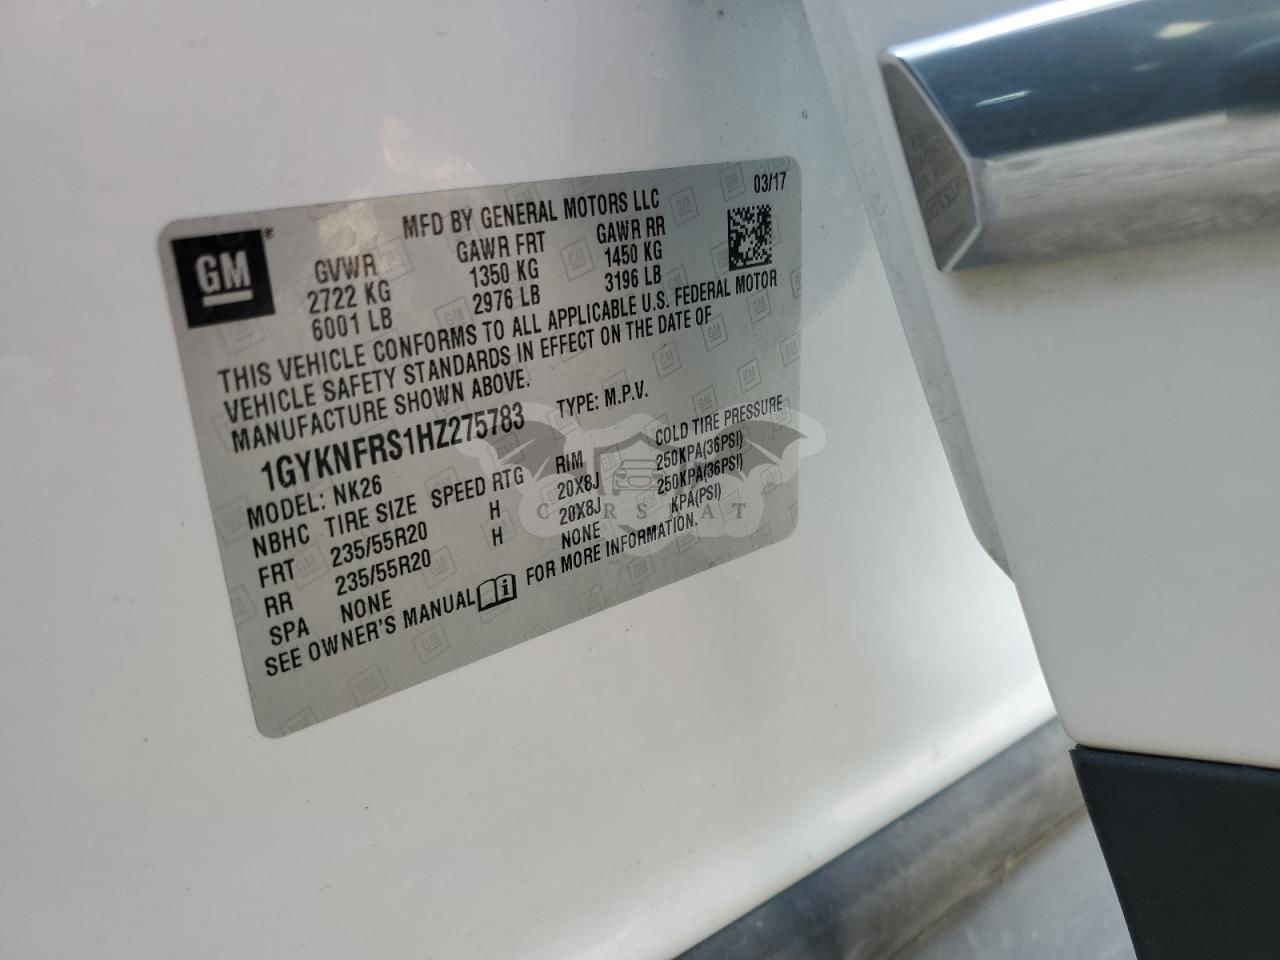 GM
MFD BY GENERAL MOTORS LLC 03/17
GVWR GAWR FRT GAWR RR
2722 KG 1350 KG 1450 KG
6001 LB 2976 LB 3196 LB
THIS VEHICLE CONFORMS TO ALL APPLICABLE U.S. FEDERAL MOTOR
VEHICLE SAFETY STANDARDS IN EFFECT ON THE DATE OF
MANUFACTURE SHOWN ABOVE.
1GYKNFRS1HZ275783 TYPE: M.P.V.
MODEL: NK26
NBHC TIRE SIZE SPEED RTG RIM COLD TIRE PRESSURE
FRT 235/55R20 H 20X8J 250KPA(36PSI)
RR 235/55R20 H 20X8J 250KPA(36PSI)
SPA NONE NONE KPA(PSI)
SEE OWNER'S MANUAL FOR MORE INFORMATION.
CARSBAT